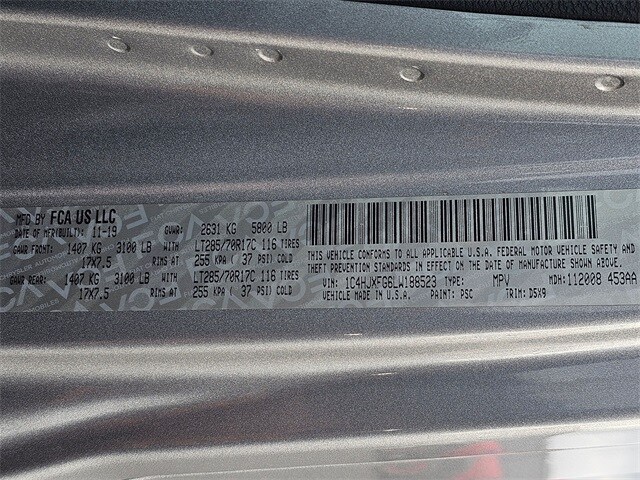 MFD BY FCA US LLC
DATE OF MFR(BUILT): 11-19 GVWR: 2631 KG 5800 LB
GAWR FRONT: 1407 KG 3100 LB WITH LT285/70R17C 116 TIRES
17X7.5 RIMS AT 255 KPA ( 37 PSI) COLD
GAWR REAR: 1407 KG 3100 LB WITH LT285/70R17C 116 TIRES
17X7.5 RIMS AT 255 KPA ( 37 PSI) COLD
THIS VEHICLE CONFORMS TO ALL APPLICABLE U.S.A. FEDERAL MOTOR VEHICLE SAFETY AND
THEFT PREVENTION STANDARDS IN EFFECT ON THE DATE OF MANUFACTURE SHOWN ABOVE.
VIN: 1C4HJXFG6LW188523 TYPE: MPV MDH: 112008 453AA
VEHICLE MADE IN U.S.A. PAINT: PSC TRIM: D5X9